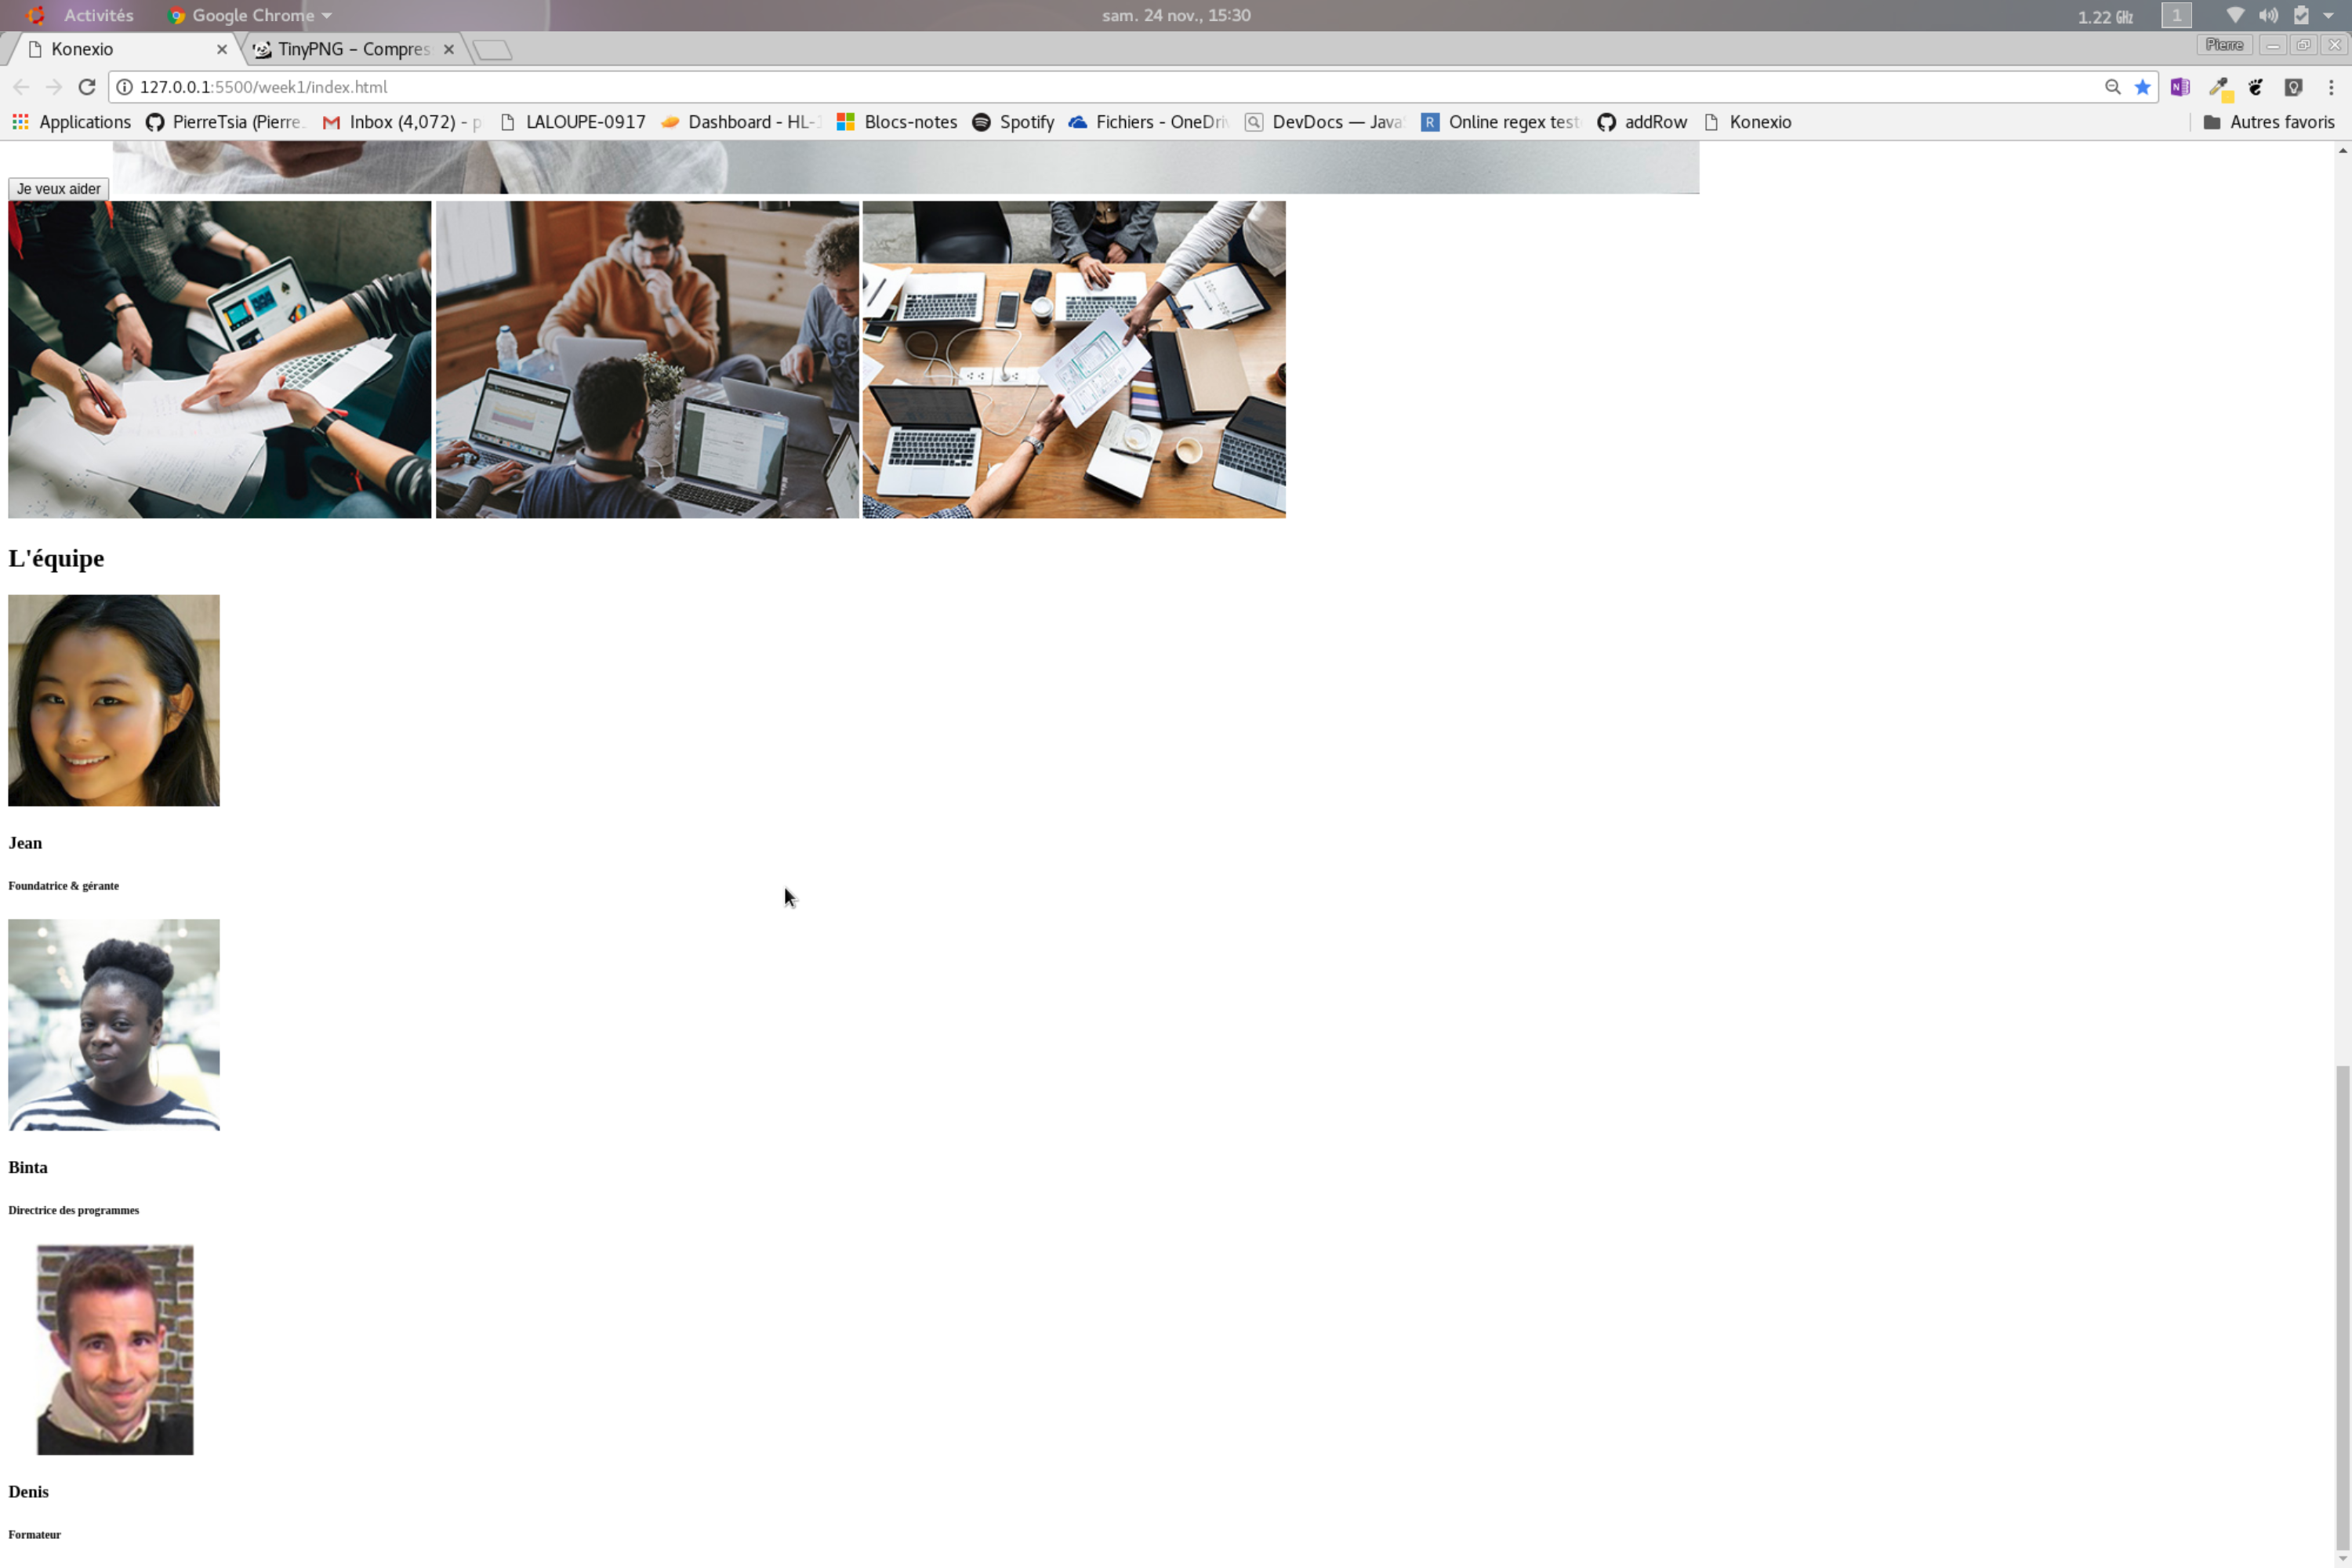 Activités Google Chrome sam. 24 nov., 15:30 1.22 GHz 1
Konexio TinyPNG – Compres Pierre
127.0.0.1:5500/week1/index.html
Applications PierreTsia (Pierre Inbox (4,072) - p LALOUPE-0917 Dashboard - HL- Blocs-notes Spotify Fichiers - OneDri DevDocs — Java R Online regex test addRow Konexio Autres favoris
Je veux aider
L'équipe
Jean
Foundatrice & gérante
Binta
Directrice des programmes
Denis
Formateur